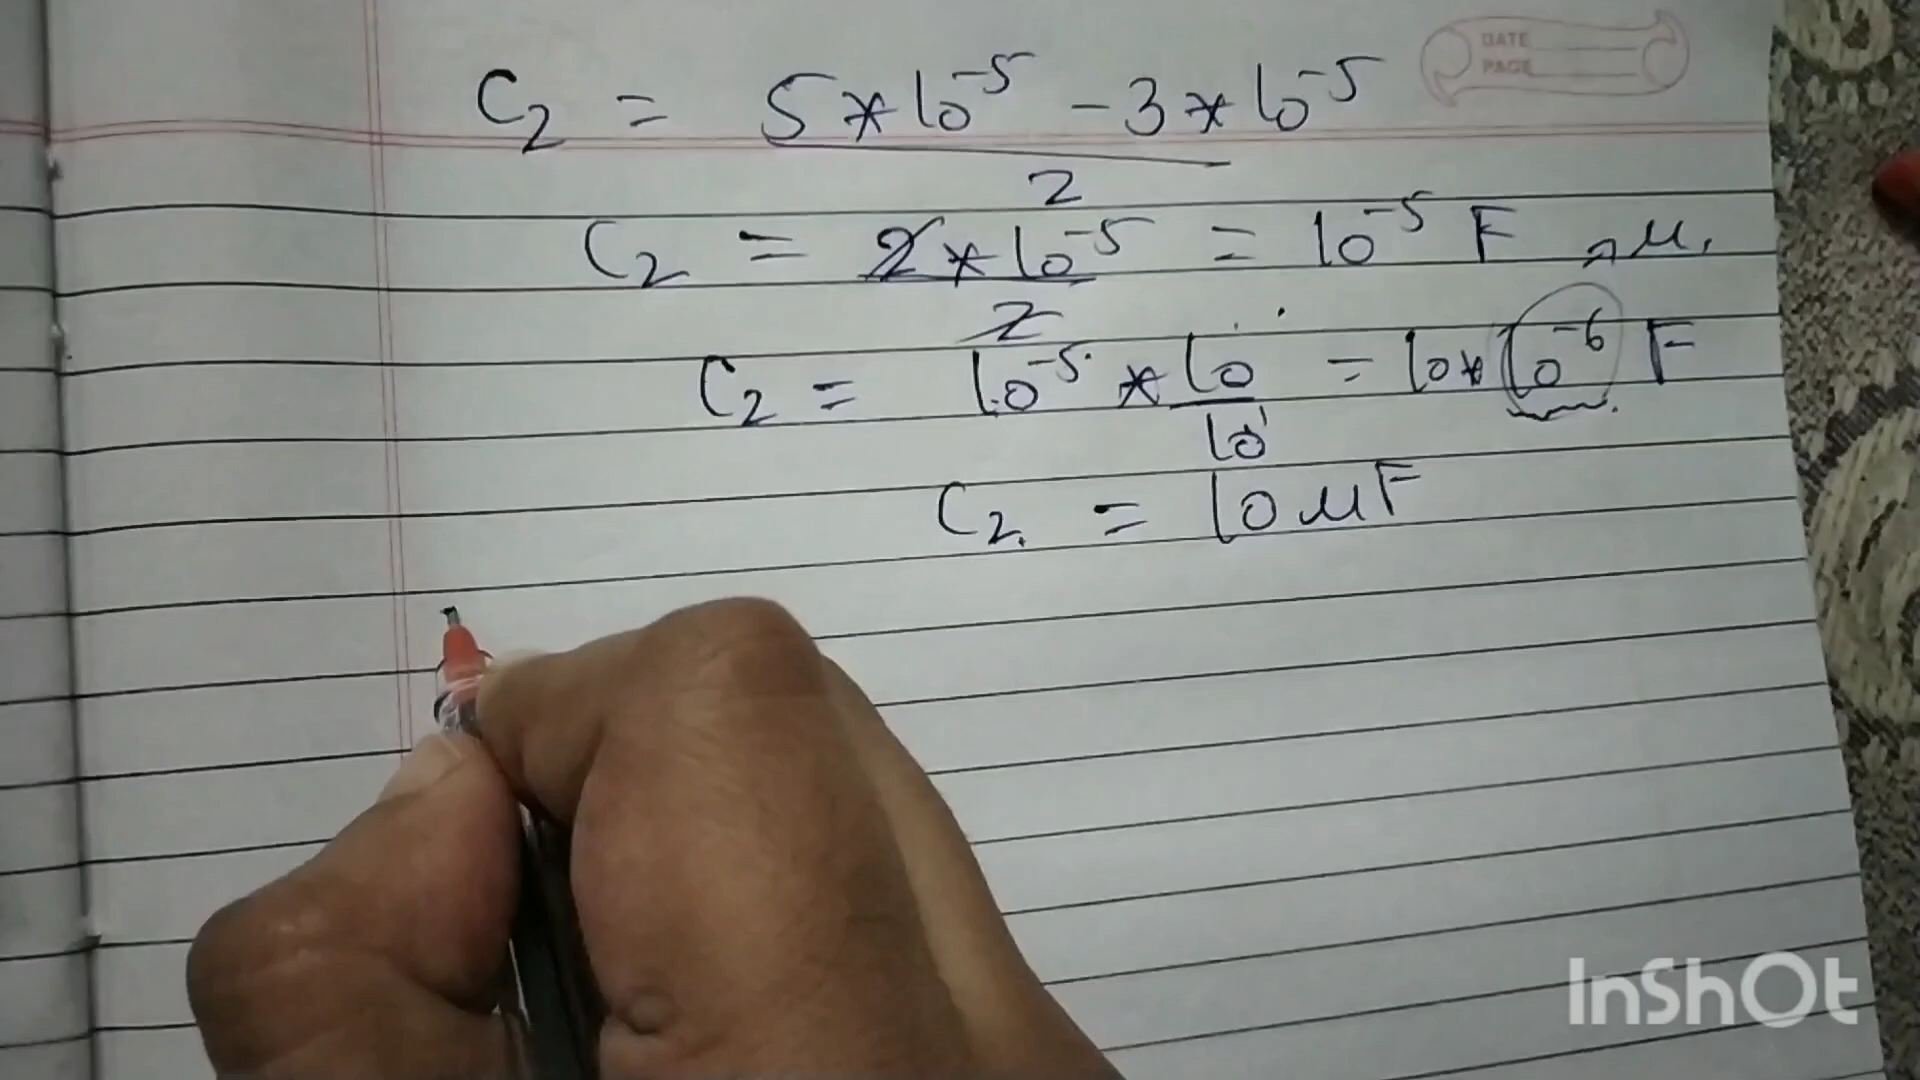 DATE
PAGE
C₂ = 5*10⁻⁵ - 3*10⁻⁵
2
C₂ = 2*10⁻⁵ = 10⁻⁵ F → μ.
2
C₂ = 10⁻⁵ * 10 = 10*10⁻⁶ F
10¹
C₂. = 10 μF
InShOt